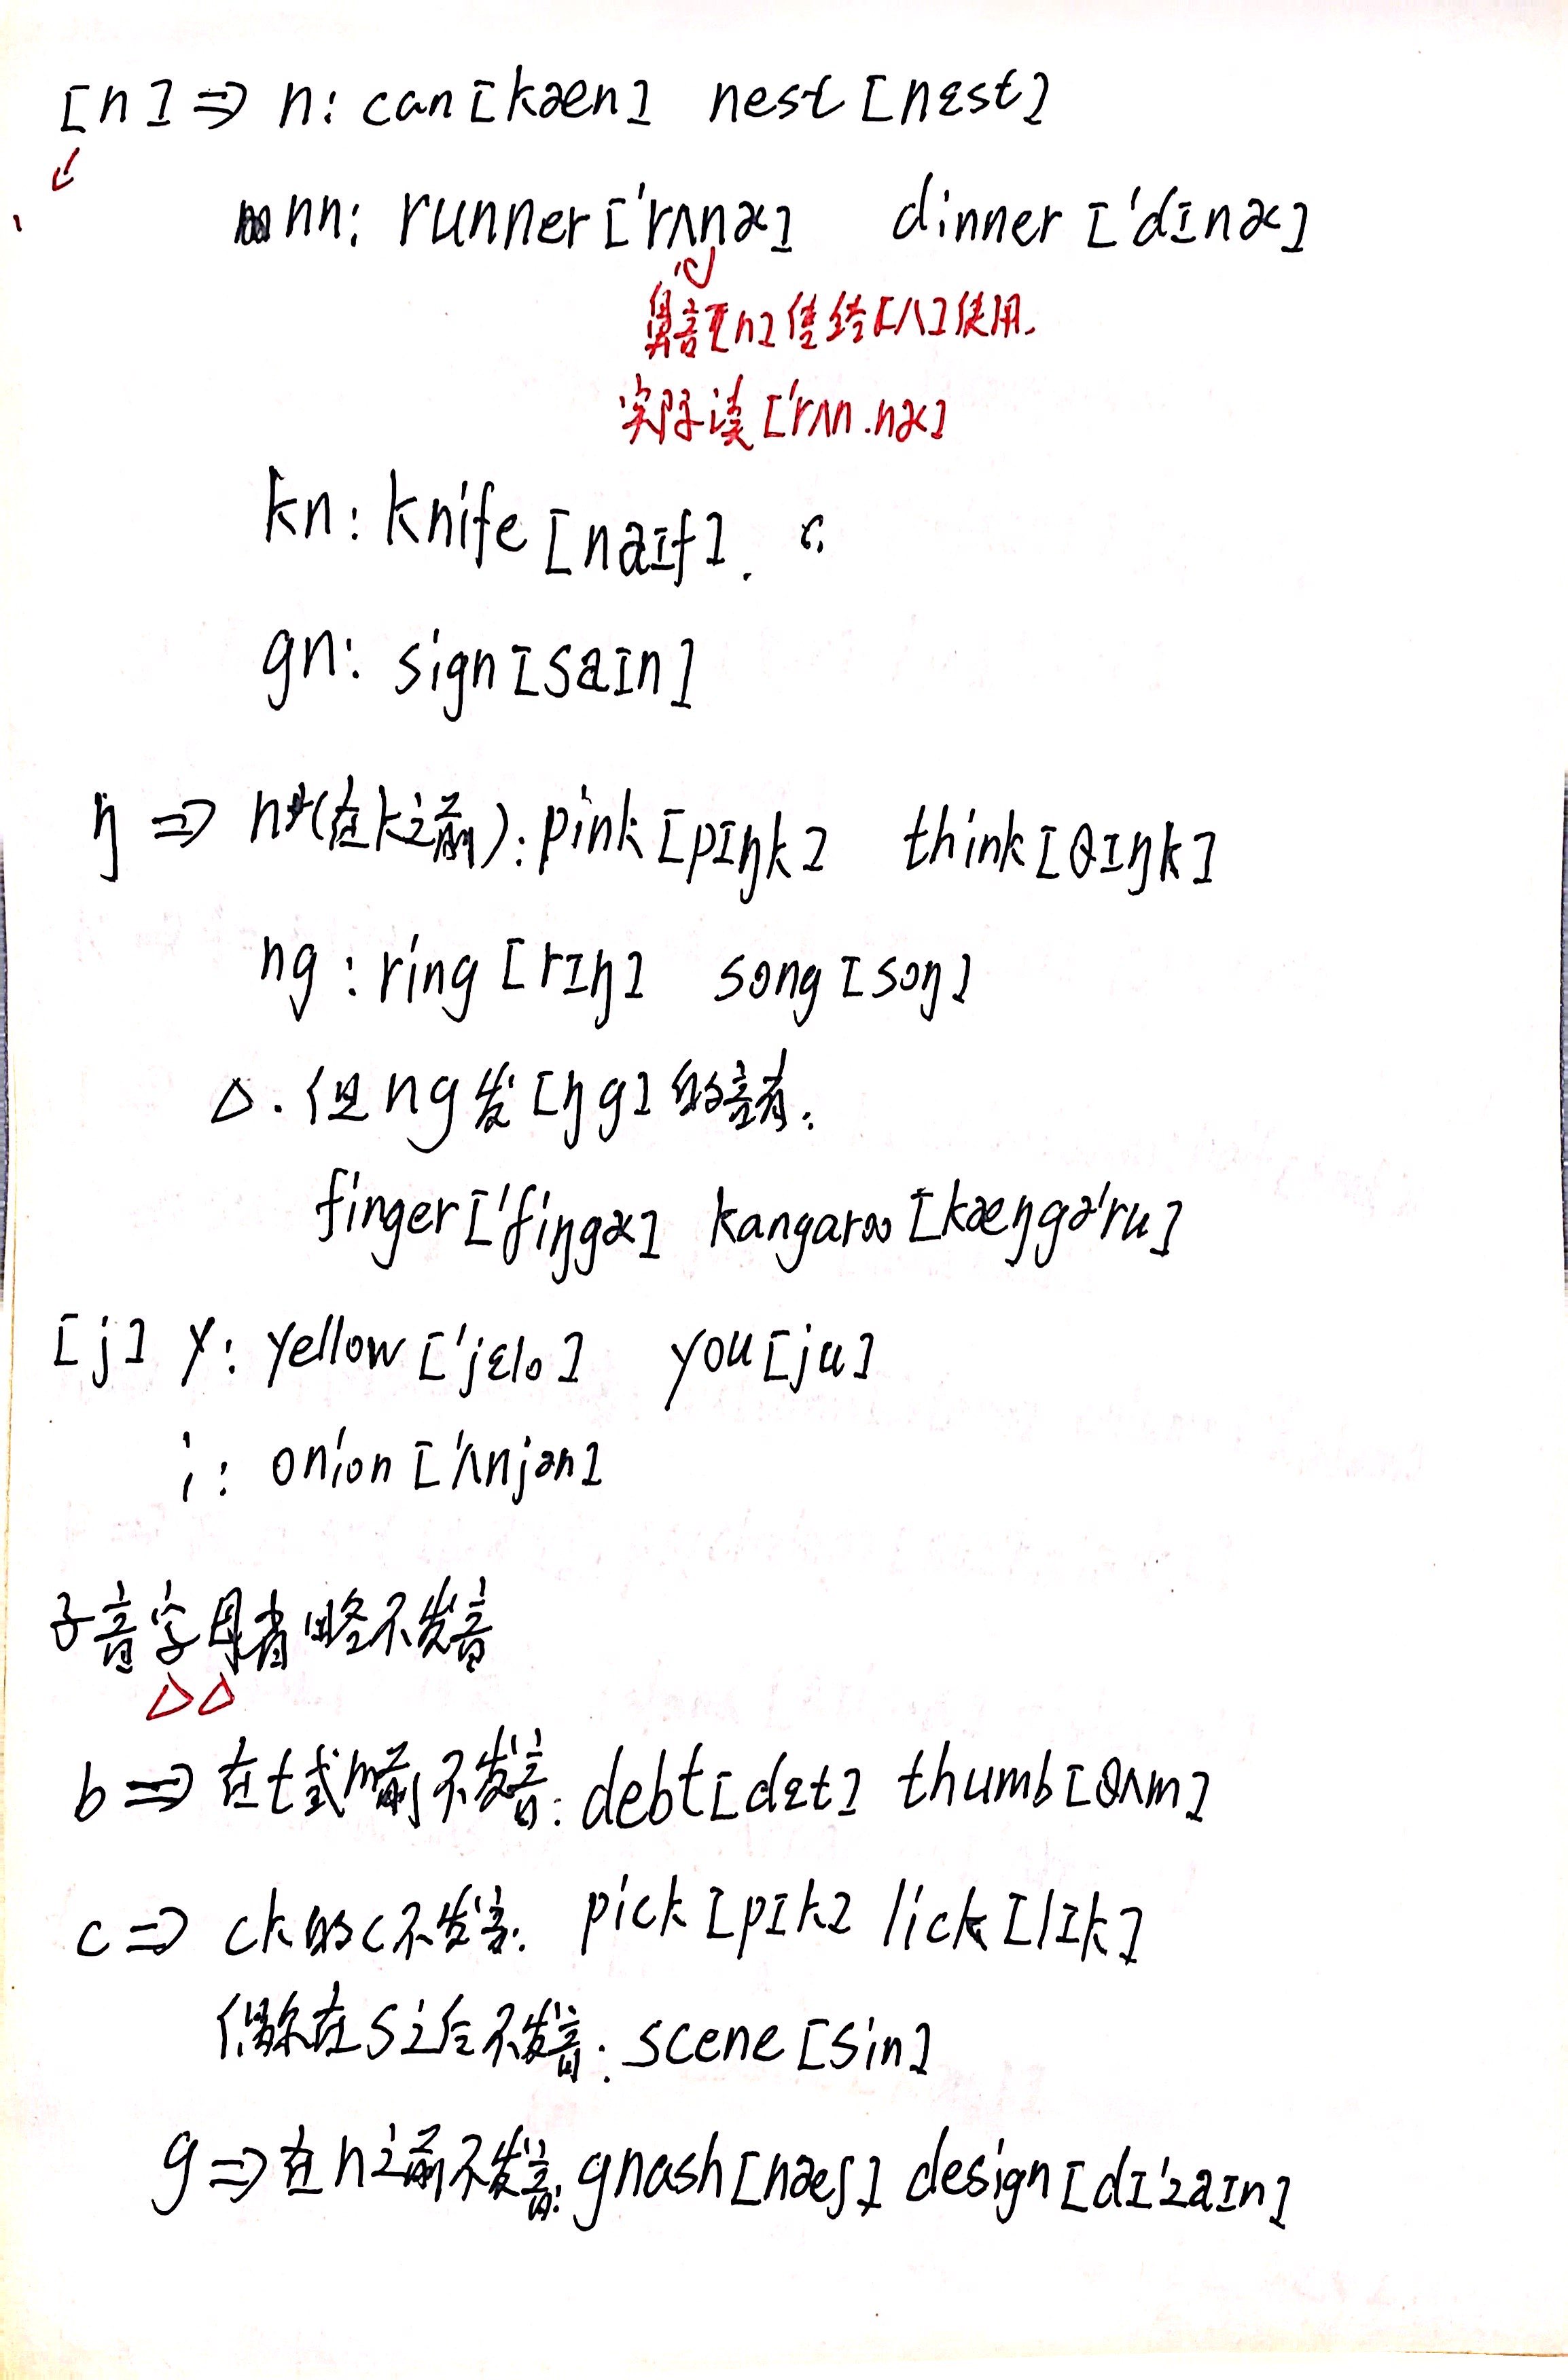 [n] ⇒ n: can [kæn] nest [nɛst]
nn: runner ['rʌnɚ] dinner ['dɪnɚ]
鼻音[n]借给[ʌ]使用.
实际读['rʌn.nɚ]
kn: knife [naɪf].
gn: sign [saɪn]
ŋ ⇒ n(在k之前): pink [pɪŋk] think [θɪŋk]
ng: ring [rɪŋ] song [sɔŋ]
△. 但ng发[ŋg]的音有:
finger ['fiŋgɚ] kangaroo [kæŋgə'ru]
[j] y: yellow ['jɛlo] you [ju]
i: onion ['ʌnjən]
子音字母省略不发音
△△
b ⇒ 在t或m前不发音: debt [dɛt] thumb [θʌm]
c ⇒ ck的c不发音. pick [pɪk] lick [lɪk]
偶尔在s之后不发音: scene [sin]
g ⇒ 在n之前不发音: gnash [næʃ] design [dɪ'zaɪn]